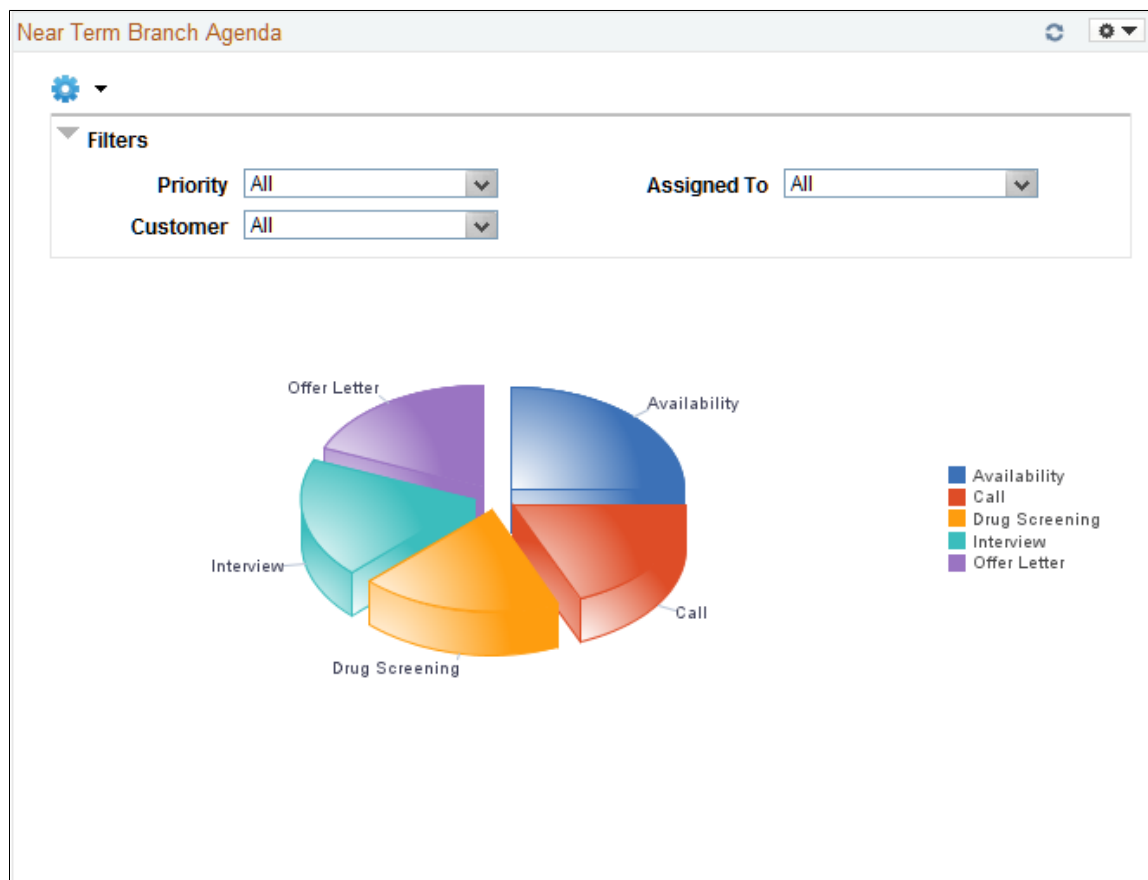 Near Term Branch Agenda
Filters
Priority All
Assigned To All
Customer All
Offer Letter
Availability
Interview
Call
Drug Screening
Availability
Call
Drug Screening
Interview
Offer Letter